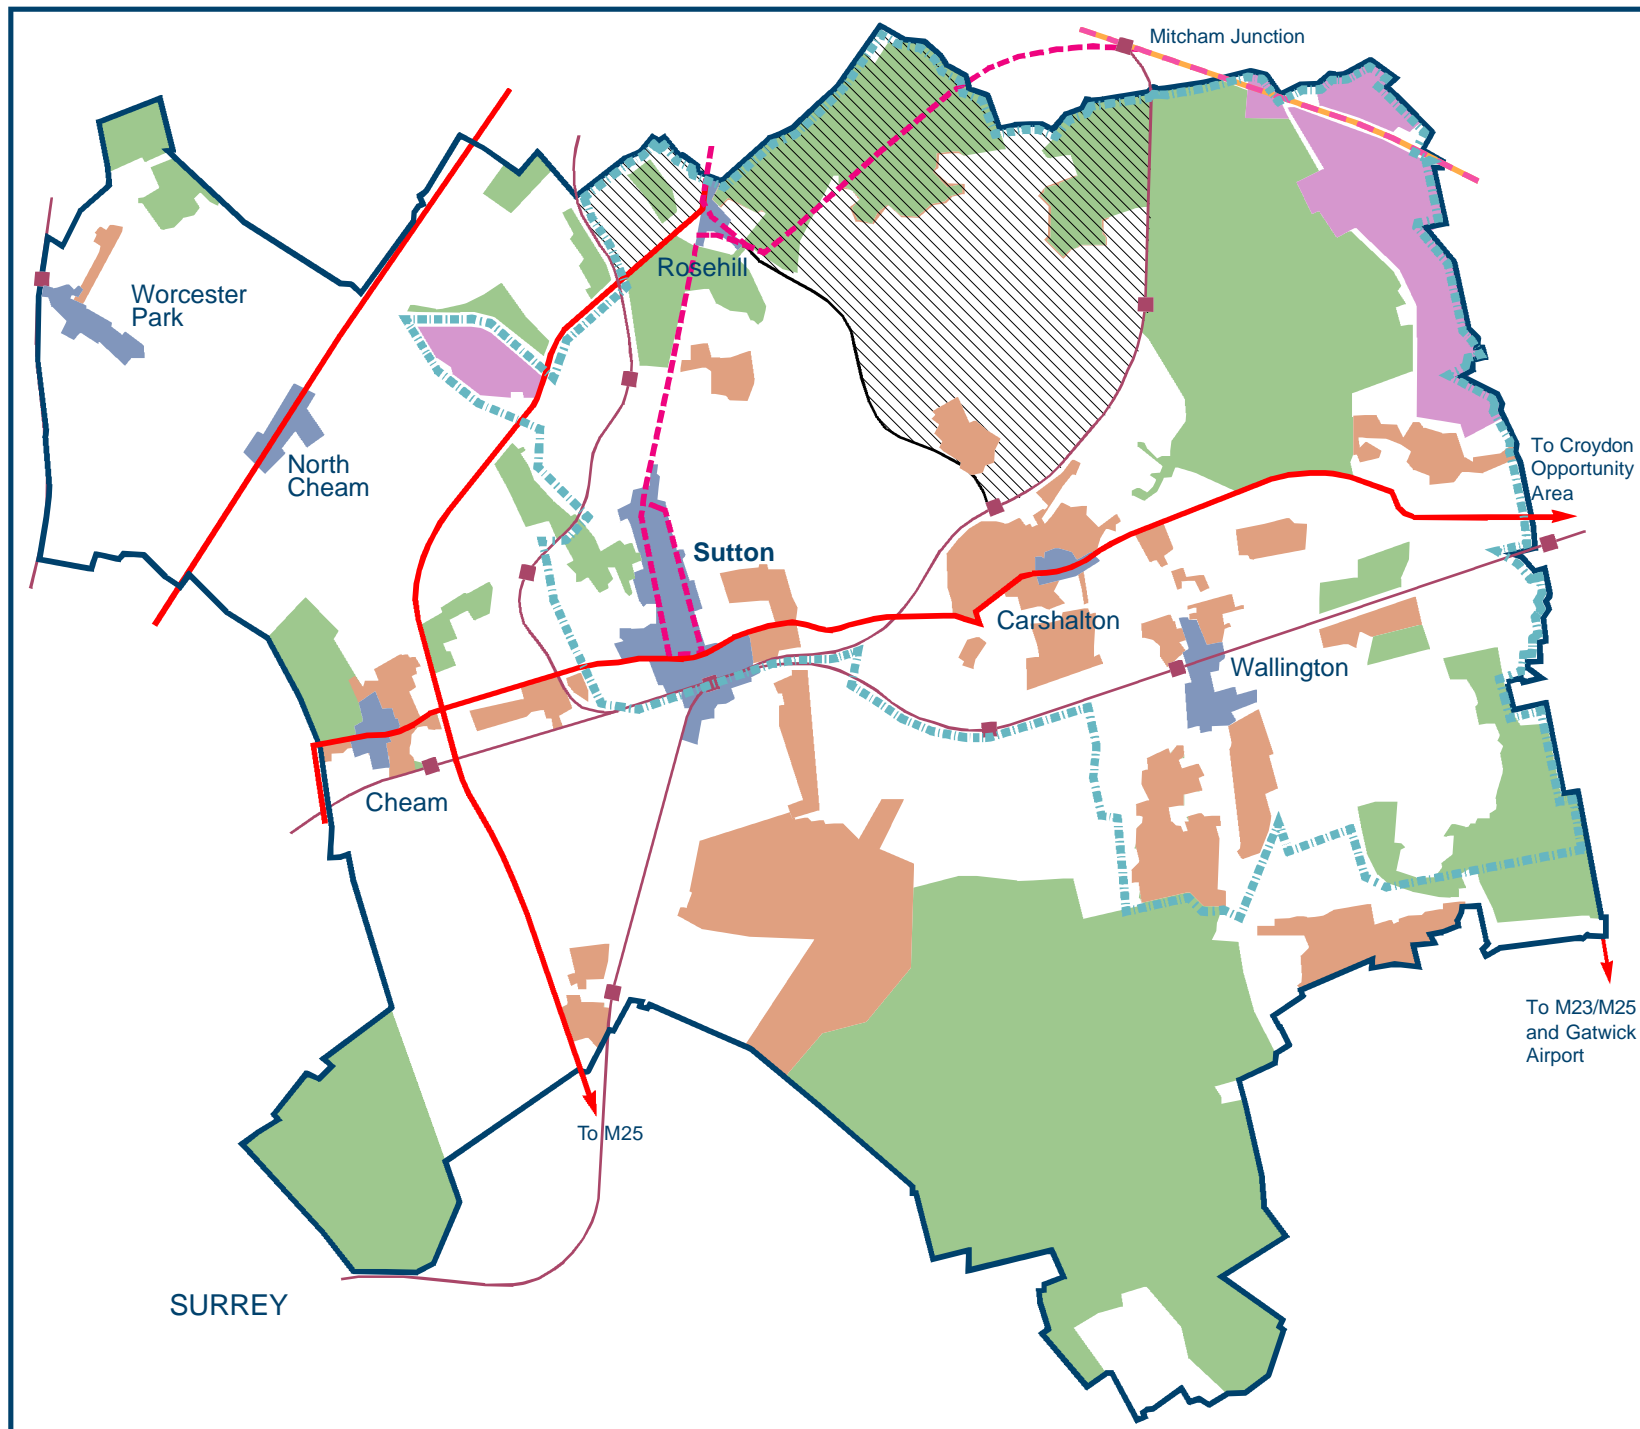 Mitcham Junction
Rosehill
Worcester
Park
North
Cheam
To Croydon
Opportunity
Area
Sutton
Carshalton
Wallington
Cheam
To M23/M25
and Gatwick
Airport
To M25
SURREY